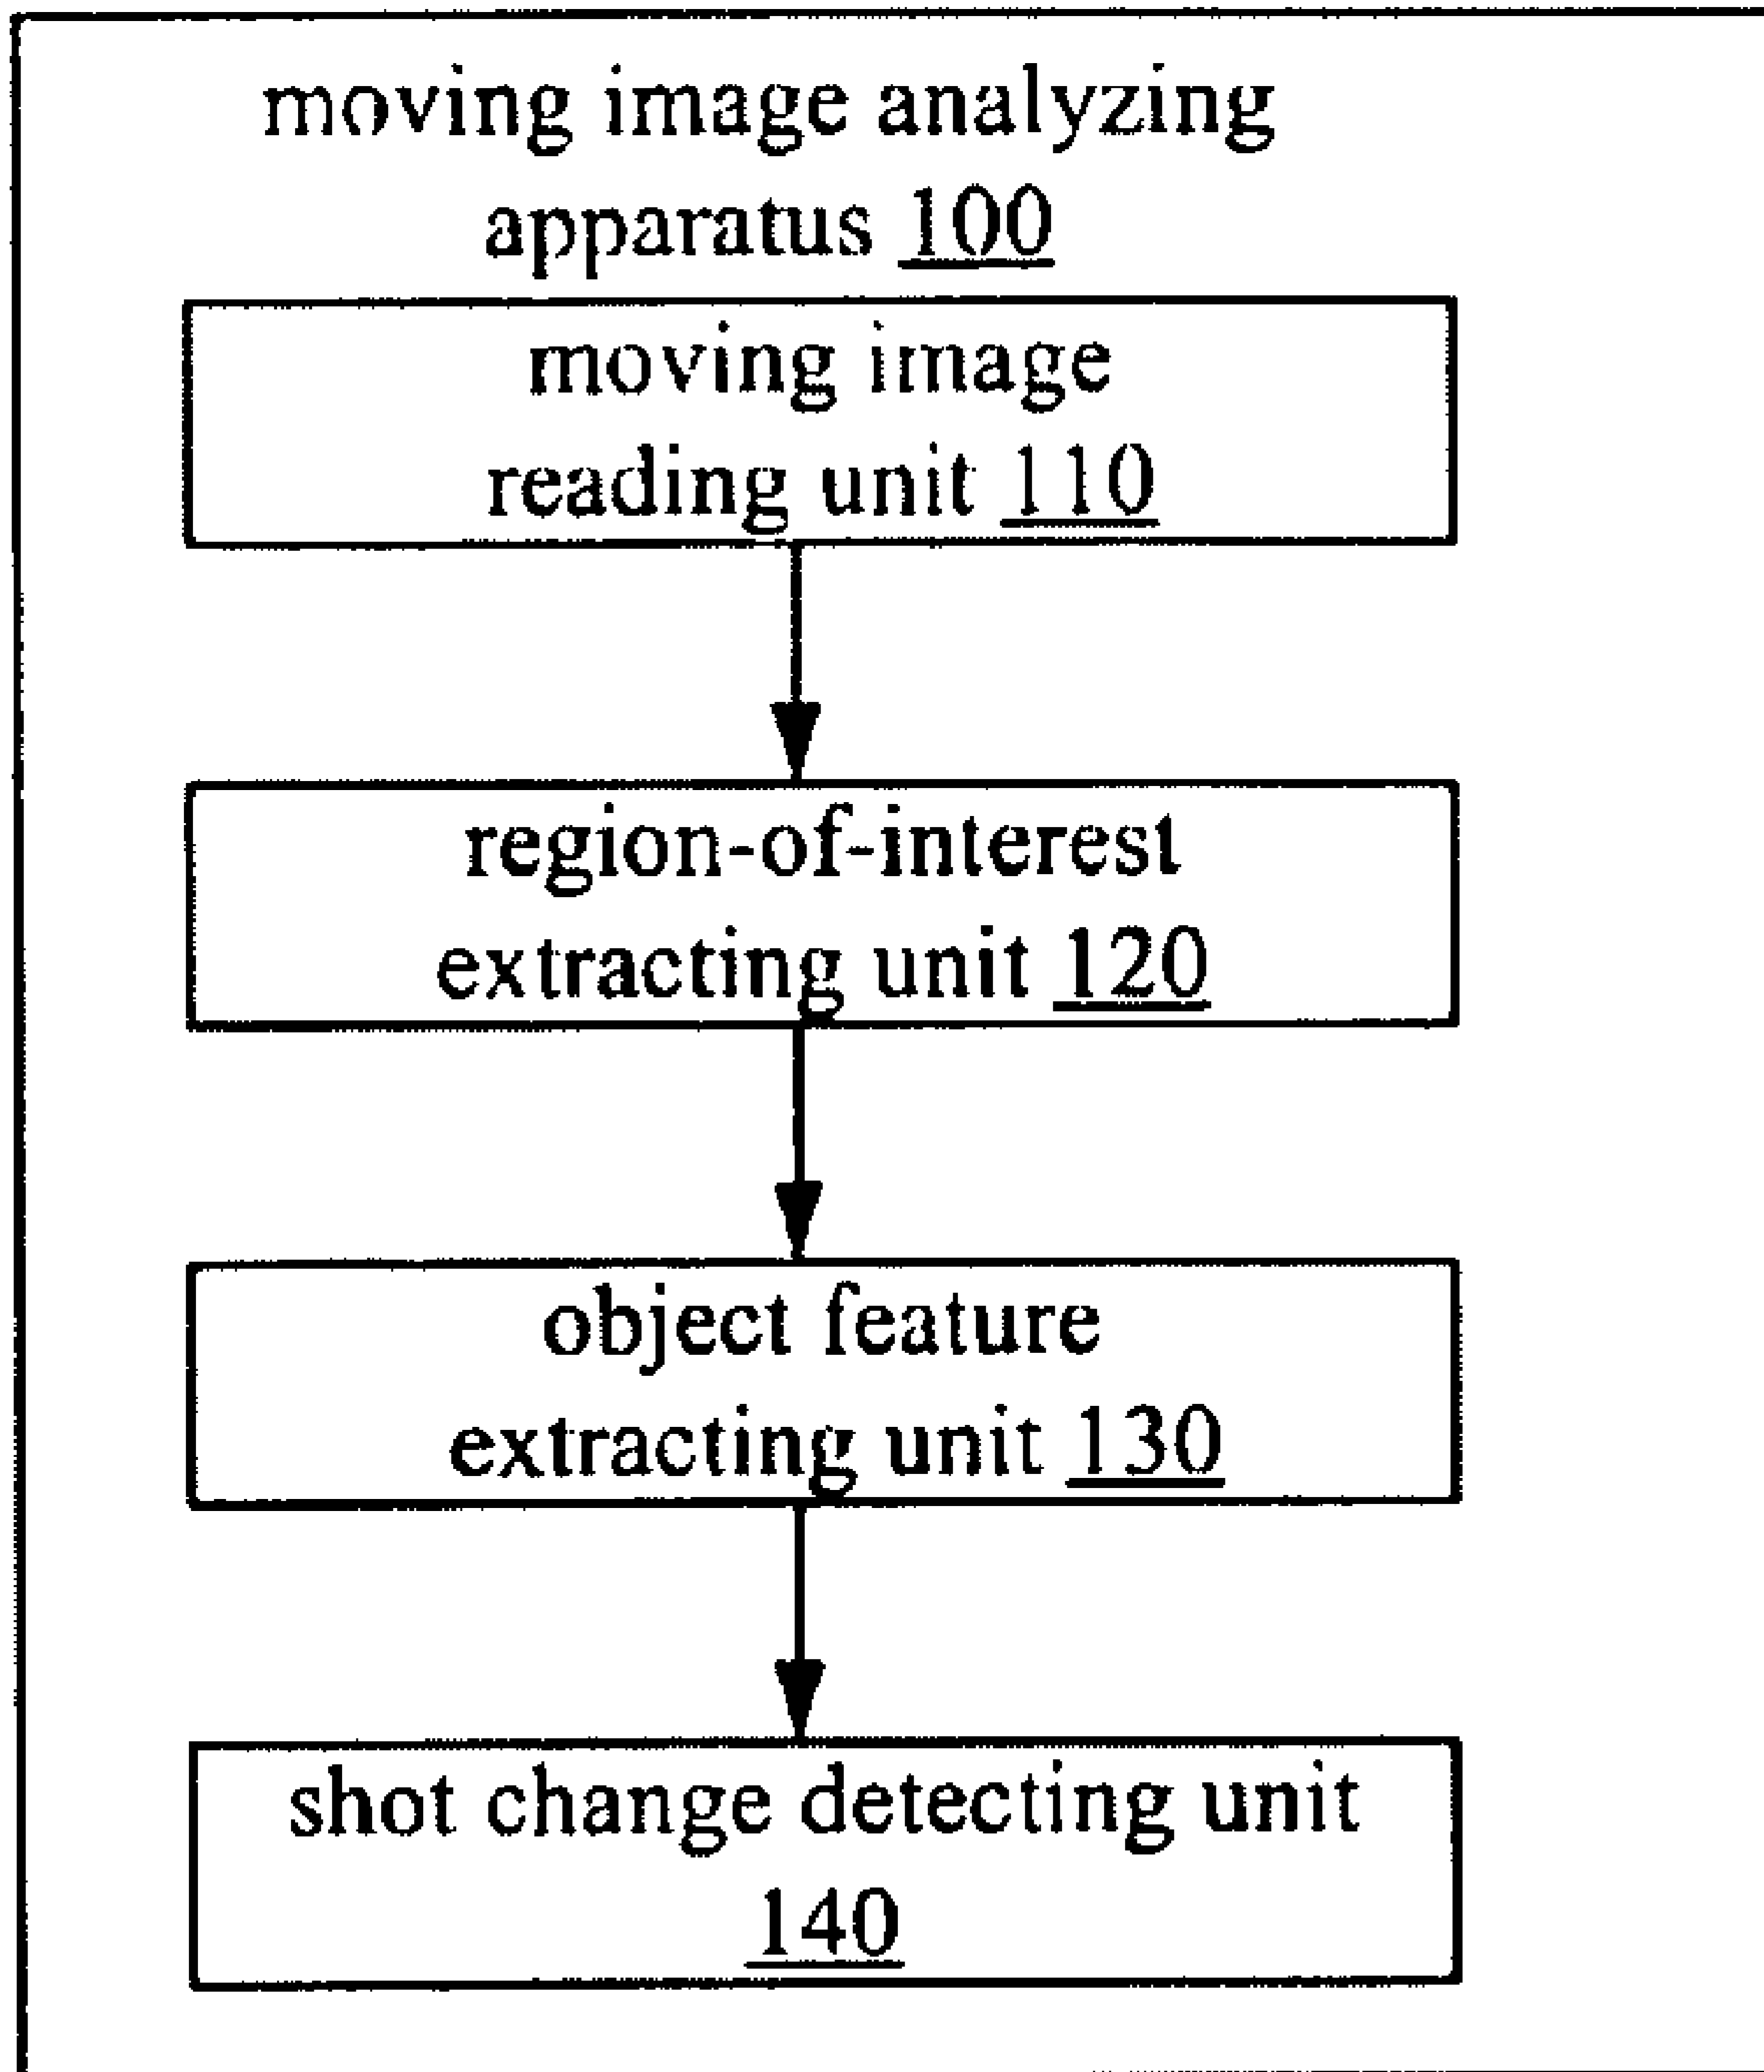 moving image analyzing
apparatus 100
moving image
reading unit 110
region-of-interest
extracting unit 120
object feature
extracting unit 130
shot change detecting unit
140